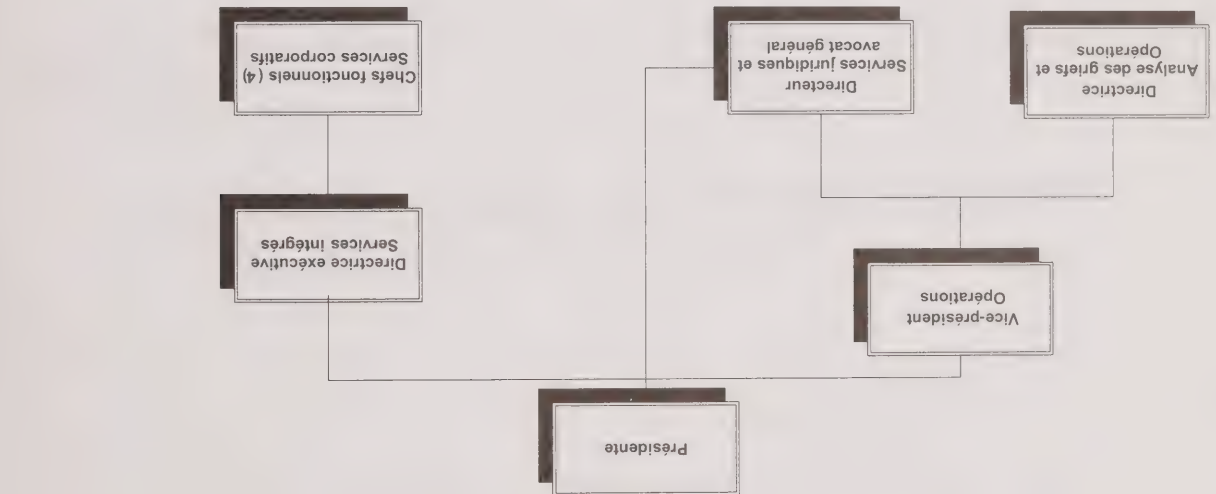 Présidente
Vice-président
Opérations
Directrice exécutive
Services intégrés
Directrice
Analyse des griefs et
Opérations
Directeur
Services juridiques et
avocat général
Chefs fonctionnels (4)
Services corporatifs